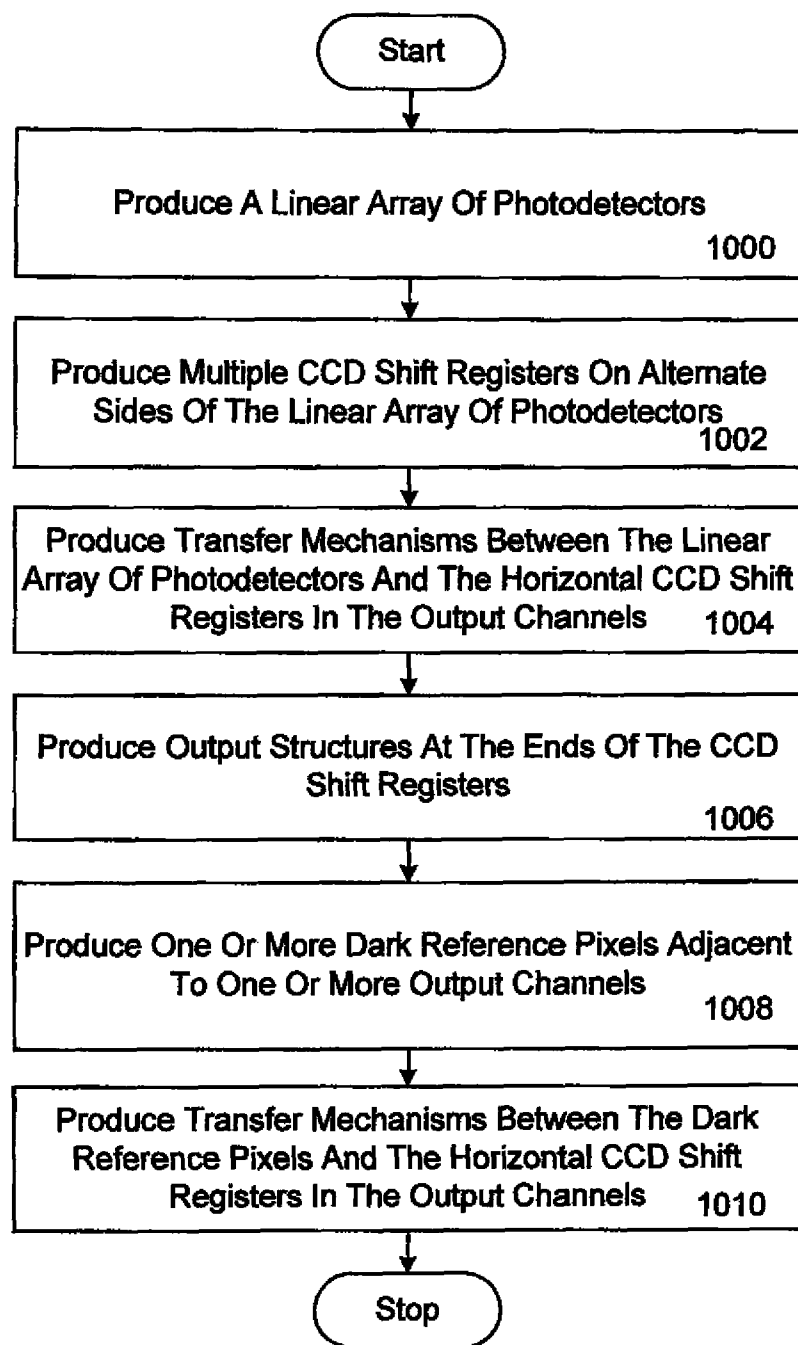 Start
Produce A Linear Array Of Photodetectors
1000
Produce Multiple CCD Shift Registers On Alternate
Sides Of The Linear Array Of Photodetectors
1002
Produce Transfer Mechanisms Between The Linear
Array Of Photodetectors And The Horizontal CCD Shift
Registers In The Output Channels 1004
Produce Output Structures At The Ends Of The CCD
Shift Registers
1006
Produce One Or More Dark Reference Pixels Adjacent
To One Or More Output Channels
1008
Produce Transfer Mechanisms Between The Dark
Reference Pixels And The Horizontal CCD Shift
Registers In The Output Channels 1010
Stop